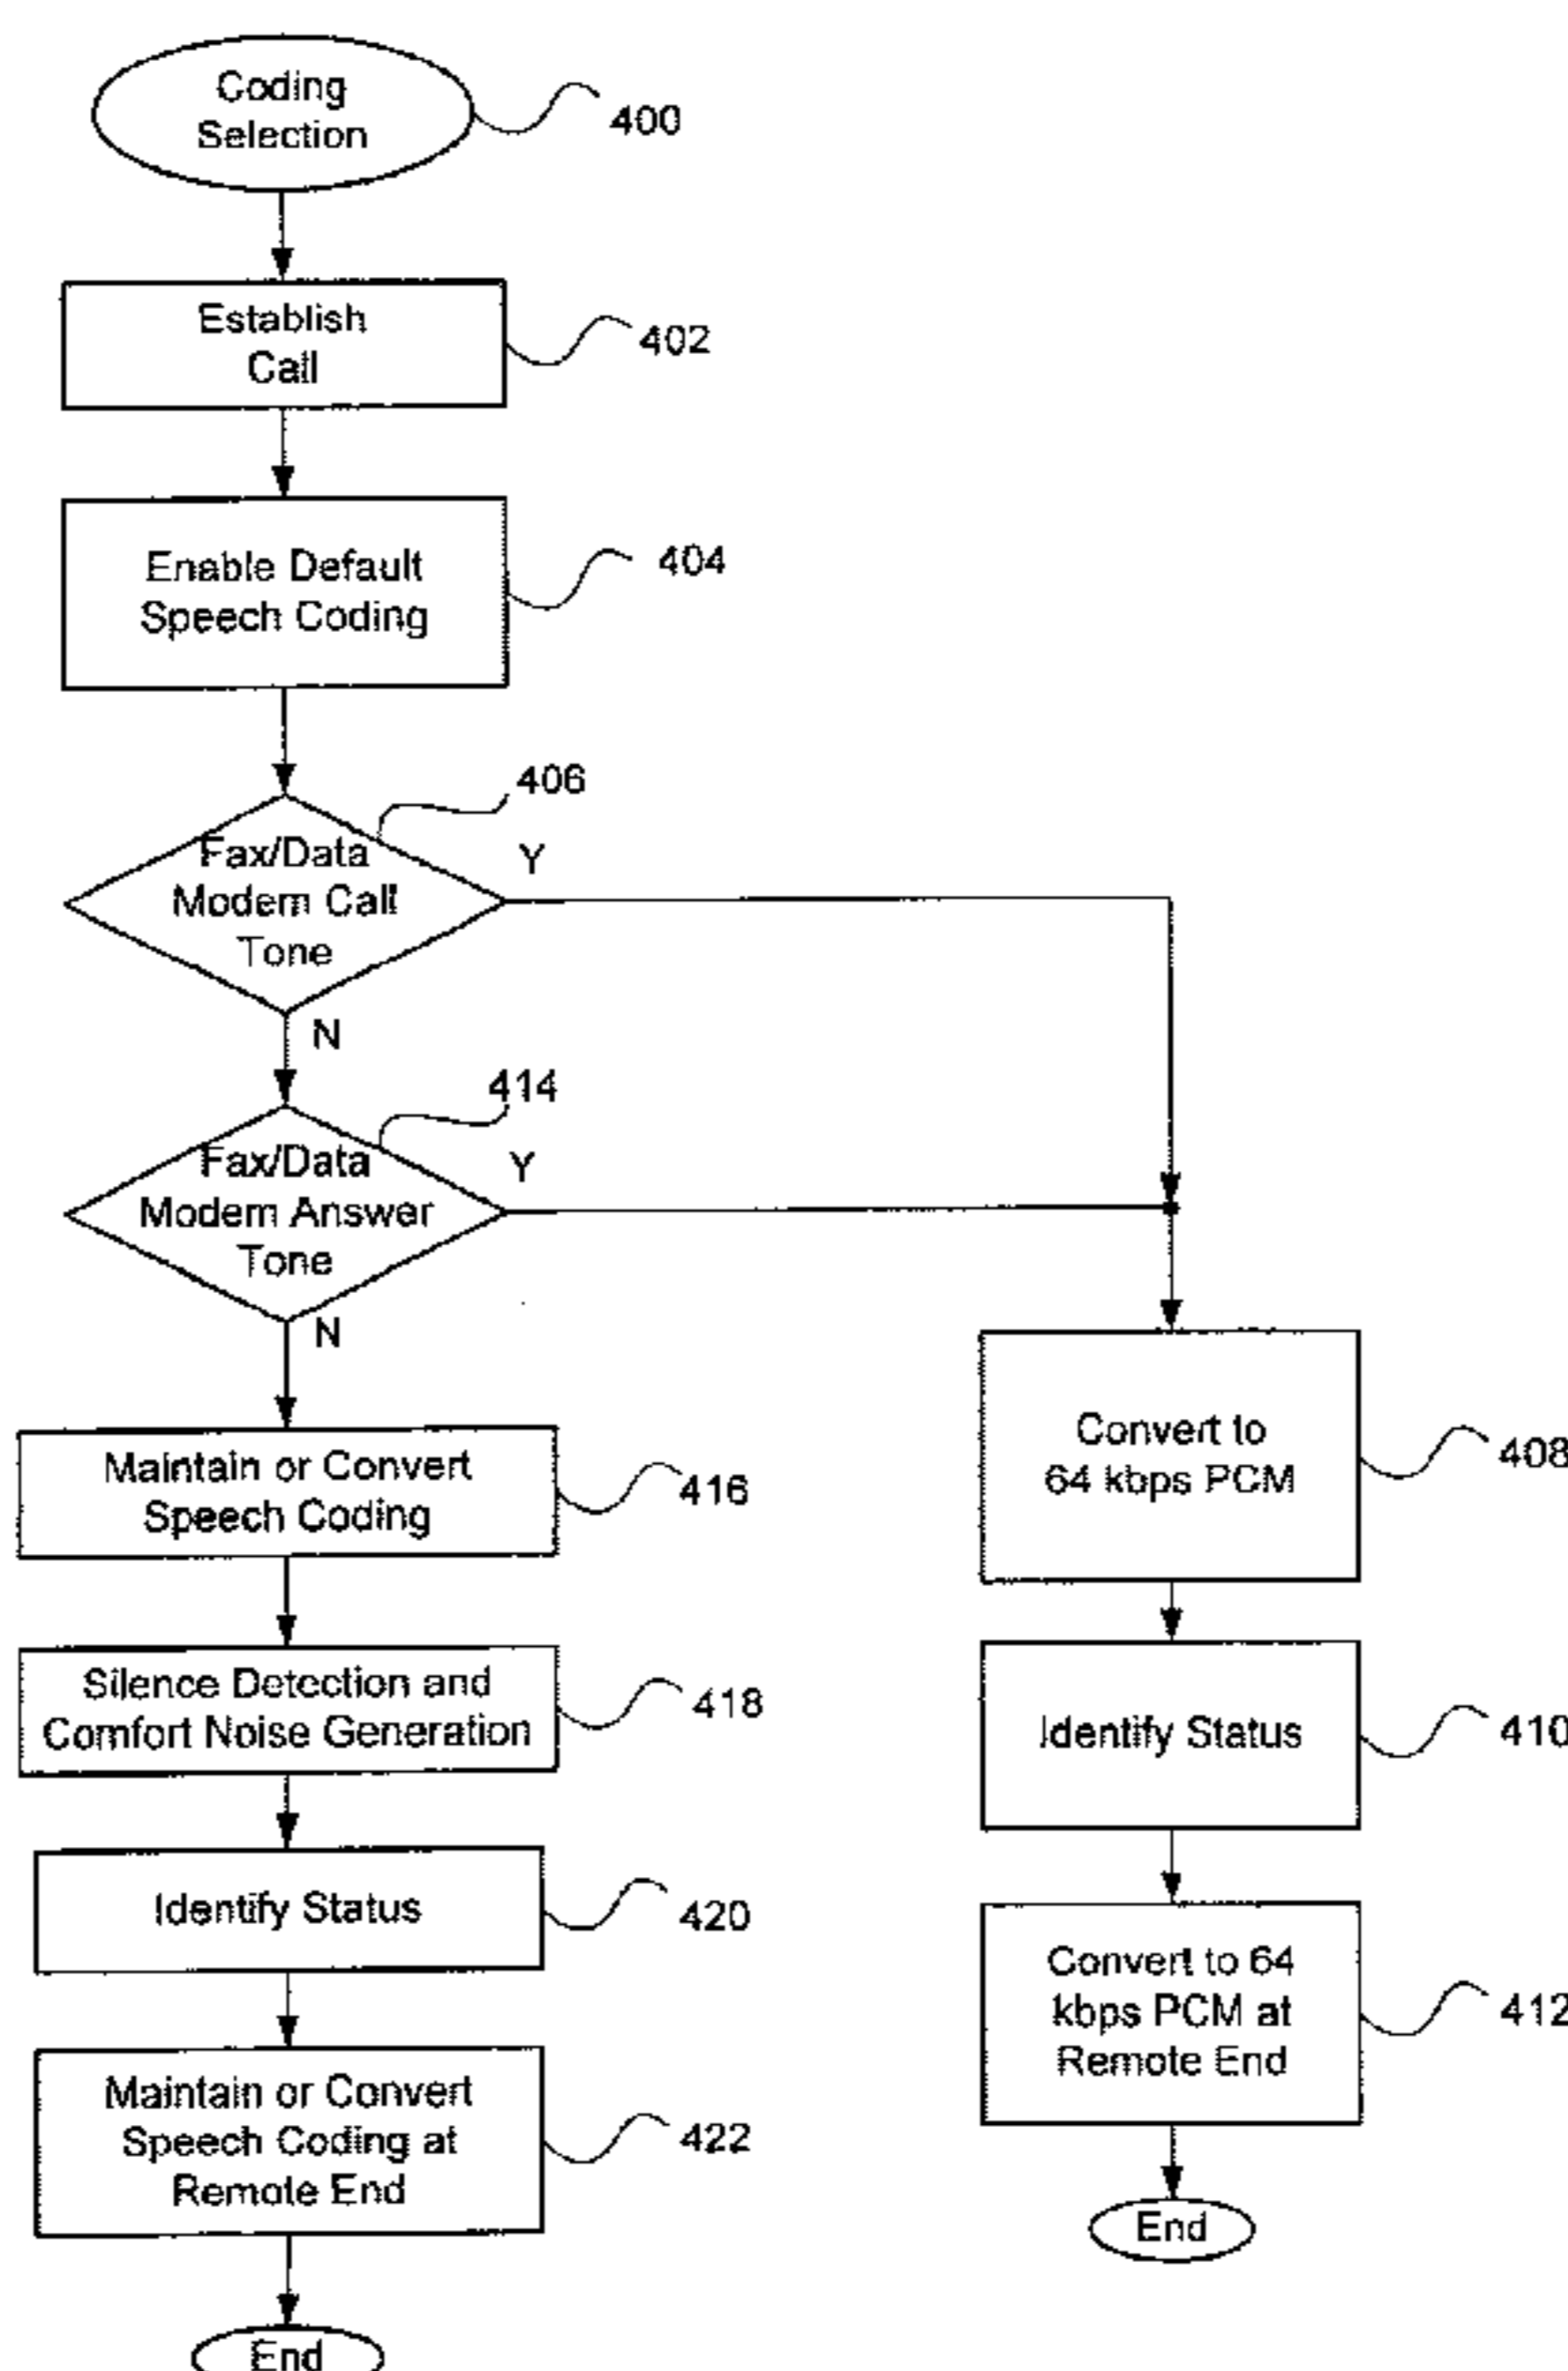 Coding
Selection
400
Establish
Call
402
Enable Default
Speech Coding
404
406
Fax/Data
Modem Call
Tone
Y
N
414
Fax/Data
Modem Answer
Tone
Y
N
Maintain or Convert
Speech Coding
416
Silence Detection and
Comfort Noise Generation
418
Identify Status
420
Maintain or Convert
Speech Coding at
Remote End
422
End
Convert to
64 kbps PCM
408
Identify Status
410
Convert to 64
kbps PCM at
Remote End
412
End